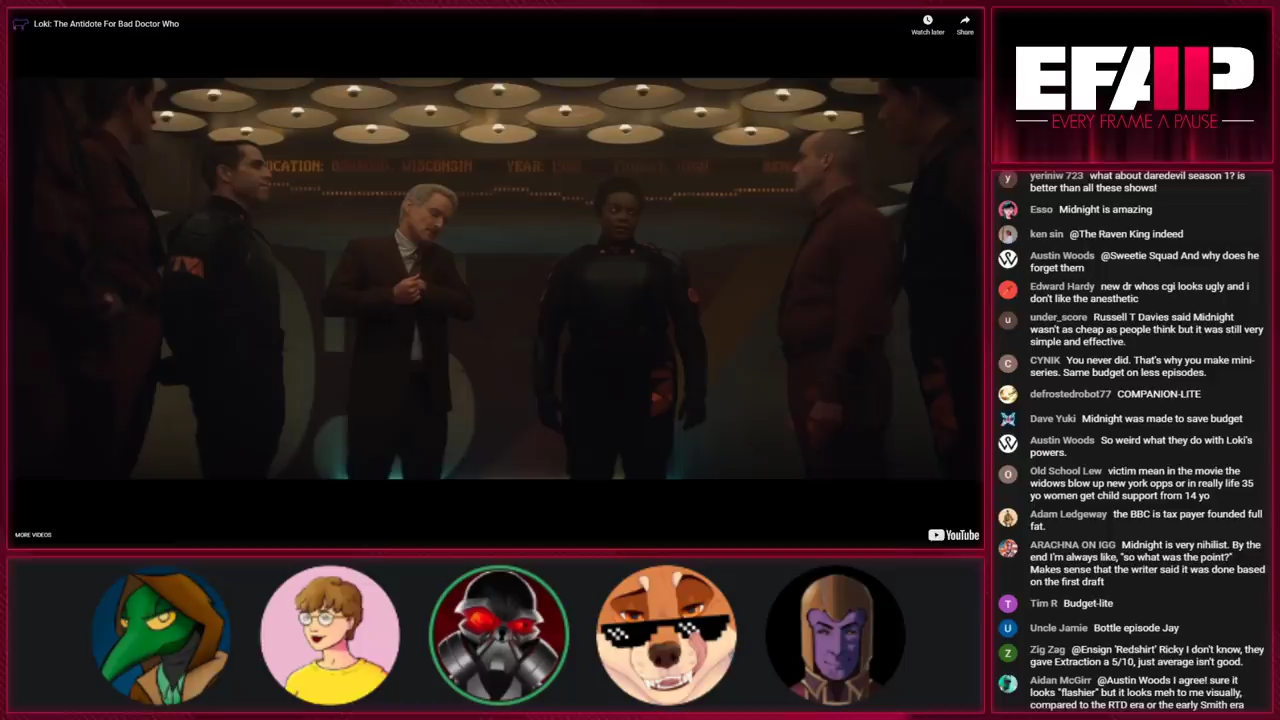 Loki: The Antidote For Bad Doctor Who
Watch later
Share
LOCATION: OSHKOSH, WISCONSIN YEAR: 1985
MORE VIDEOS
YouTube
EFAP
EVERY FRAME A PAUSE
yeriniw 723 what about daredevil season 1? is
better than all these shows!
Esso Midnight is amazing
ken sin @The Raven King indeed
Austin Woods @Sweetie Squad And why does he
forget them
Edward Hardy new dr whos cgi looks ugly and i
don't like the anesthetic
under_score Russell T Davies said Midnight
wasn't as cheap as people think but it was still very
simple and effective.
CYNIK You never did. That's why you make mini-
series. Same budget on less episodes.
defrostedrobot77 COMPANION-LITE
Dave Yuki Midnight was made to save budget
Austin Woods So weird what they do with Loki's
powers.
Old School Lew victim mean in the movie the
widows blow up new york opps or in really life 35
yo women get child support from 14 yo
Adam Ledgeway the BBC is tax payer founded full
fat.
ARACHNA ON IGG Midnight is very nihilist. By the
end I'm always like, "so what was the point?"
Makes sense that the writer said it was done based
on the first draft
Tim R Budget-lite
Uncle Jamie Bottle episode Jay
Zig Zag @Ensign 'Redshirt' Ricky I don't know, they
gave Extraction a 5/10, just average isn't good.
Aidan McGirr @Austin Woods I agree! sure it
looks "flashier" but it looks meh to me visually,
compared to the RTD era or the early Smith era